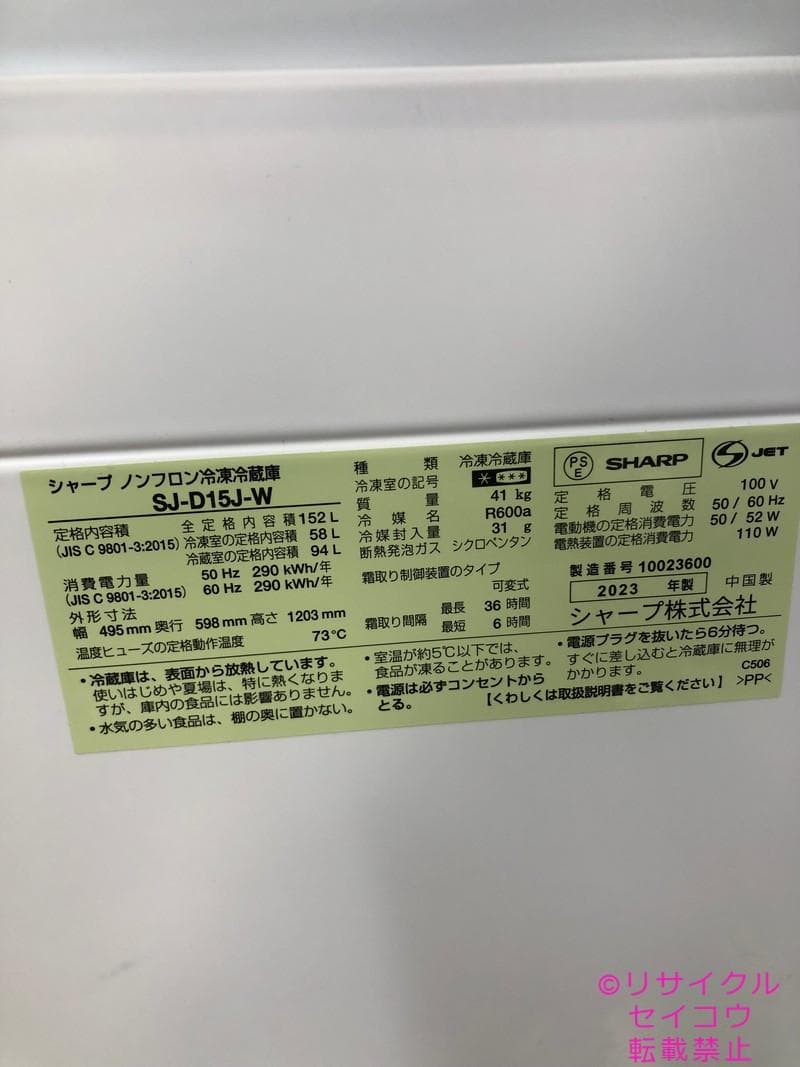 シャープ ノンフロン冷凍冷蔵庫
SJ-D15J-W
定格内容積 全定格内容積 152 L
(JIS C 9801-3:2015) 冷凍室の定格内容積 58 L
冷蔵室の定格内容積 94 L
消費電力量 50 Hz 290 kWh/年
(JIS C 9801-3:2015) 60 Hz 290 kWh/年
外形寸法
幅 495 mm 奥行 598 mm 高さ 1203 mm
温度ヒューズの定格動作温度 73℃
種類 冷凍冷蔵庫
冷凍室の記号 * ***
質量 41 kg
冷媒名 R600a
冷媒封入量 31 g
断熱発泡ガス シクロペンタン
霜取り制御装置のタイプ
可変式
霜取り間隔 最長 36 時間
最短 6 時間
PS
E
SHARP
JET
定格電圧 100 V
定格周波数 50 / 60 Hz
電動機の定格消費電力 50 / 52 W
電熱装置の定格消費電力 110 W
製造番号 10023600
2023 年製 中国製
シャープ株式会社
・冷蔵庫は、表面から放熱しています。
使いはじめや夏場は、特に熱くなりま
すが、庫内の食品には影響ありません。
・水気の多い食品は、棚の奥に置かない。
・室温が約5℃以下では、
食品が凍ることがあります。
・電源は必ずコンセントから
とる。
・電源プラグを抜いたら6分待つ。
すぐに差し込むと冷蔵庫に無理が
かかります。
C506
【くわしくは取扱説明書をご覧ください】 >PP<
©リサイクル
セイコウ
転載禁止